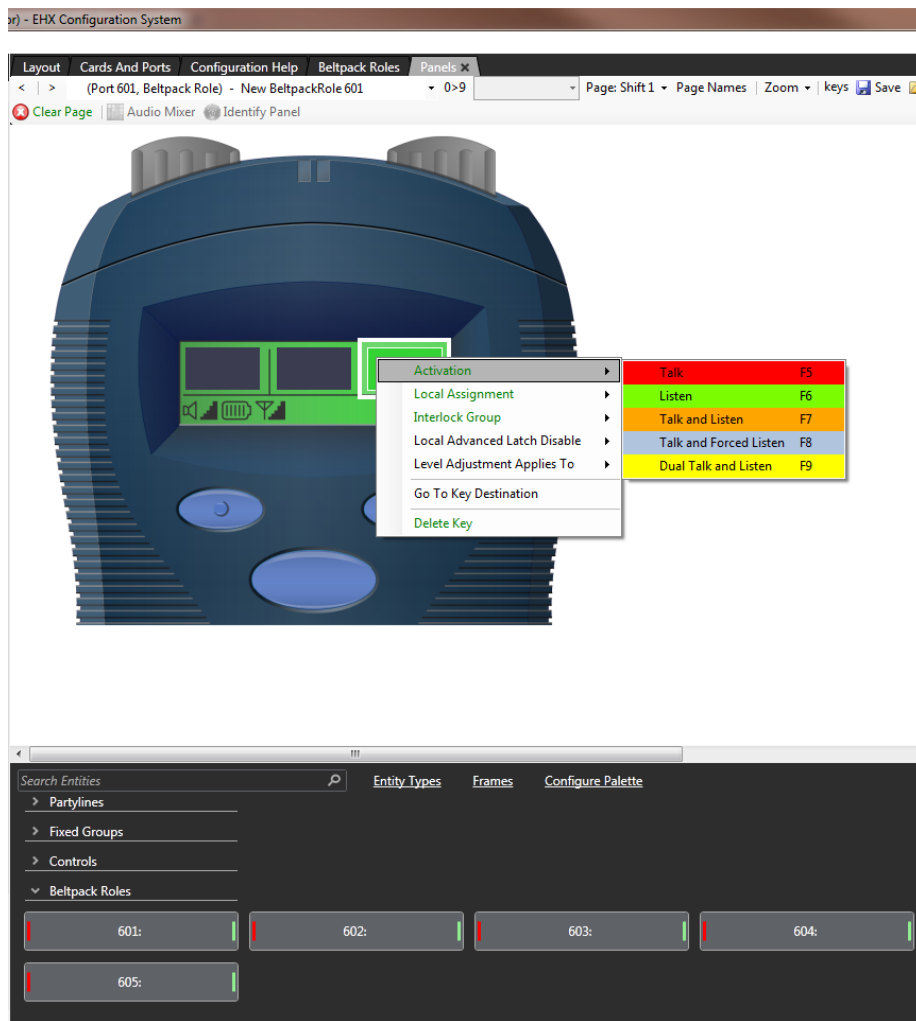 or) - EHX Configuration System
Layout Cards And Ports Configuration Help Beltpack Roles Panels ×
< > (Port 601, Beltpack Role) - New BeltpackRole 601 0>9 Page: Shift 1 Page Names Zoom keys Save
Clear Page Audio Mixer Identify Panel
Activation
Local Assignment
Interlock Group
Local Advanced Latch Disable
Level Adjustment Applies To
Go To Key Destination
Delete Key
Talk F5
Listen F6
Talk and Listen F7
Talk and Forced Listen F8
Dual Talk and Listen F9
Search Entities Entity Types Frames Configure Palette
Partylines
Fixed Groups
Controls
Beltpack Roles
601: 602: 603: 604:
605: